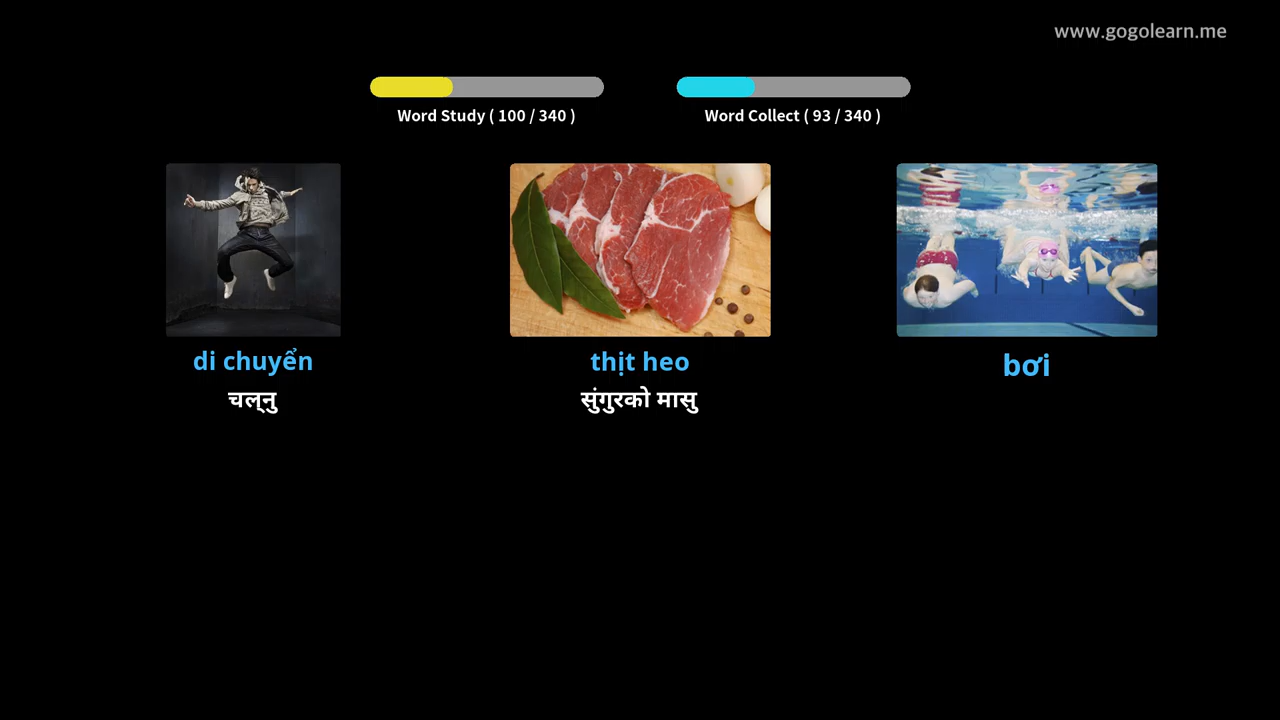 www.gogolearn.me
Word Study ( 100 / 340 )
Word Collect ( 93 / 340 )
di chuyển
चल्नु
thịt heo
सुंगुरको मासु
bơi